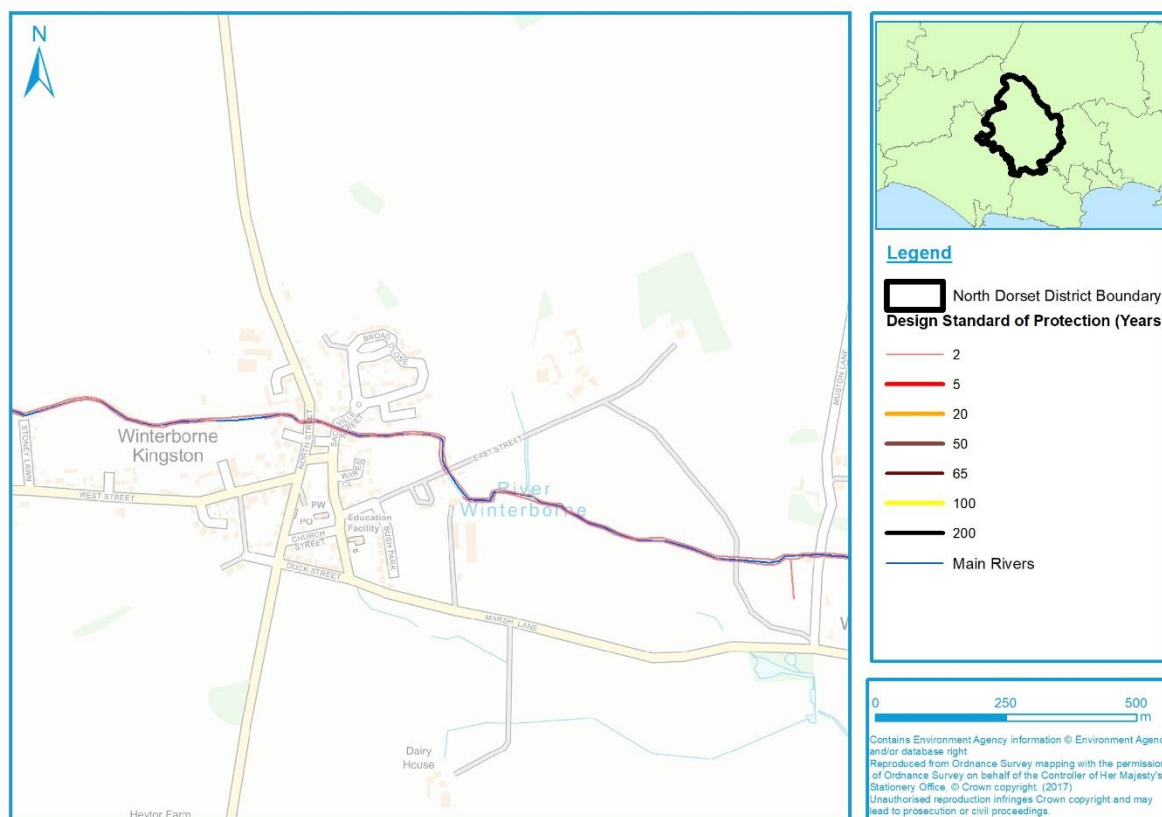 N
BROAD CLOSE
MUSTON LANE
STONEY LAWN
Winterborne
Kingston
NORTH STREET
EAST STREET
WEST STREET
River
Winterborne
PW
PO
Education
Facility
CHURCH
STREET
BUSH PARK
DUCK STREET
MARSH LANE
W
Dairy
House
Heytor Farm
Legend
North Dorset District Boundary
Design Standard of Protection (Years
2
5
20
50
65
100
200
Main Rivers
0 250 500
m
Contains Environment Agency information © Environment Agenc
and/or database right
Reproduced from Ordnance Survey mapping with the permission
of Ordnance Survey on behalf of the Controller of Her Majesty's
Stationery Office. © Crown copyright. (2017)
Unauthorised reproduction infringes Crown copyright and may
lead to prosecution or civil proceedings.